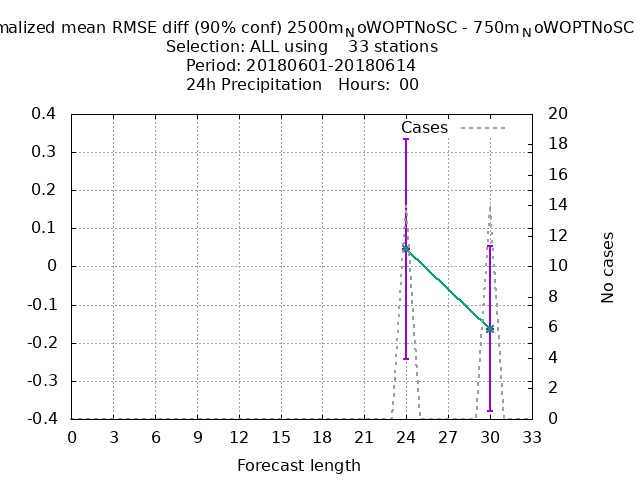 malized mean RMSE diff (90% conf) 2500mNoWOPTNoSC - 750mNoWOPTNoSC
Selection: ALL using 33 stations
Period: 20180601-20180614
24h Precipitation Hours: 00
Cases
0.4
0.3
0.2
0.1
0
-0.1
-0.2
-0.3
-0.4
20
18
16
14
12
10
8
6
4
2
0
No cases
0 3 6 9 12 15 18 21 24 27 30 33
Forecast length